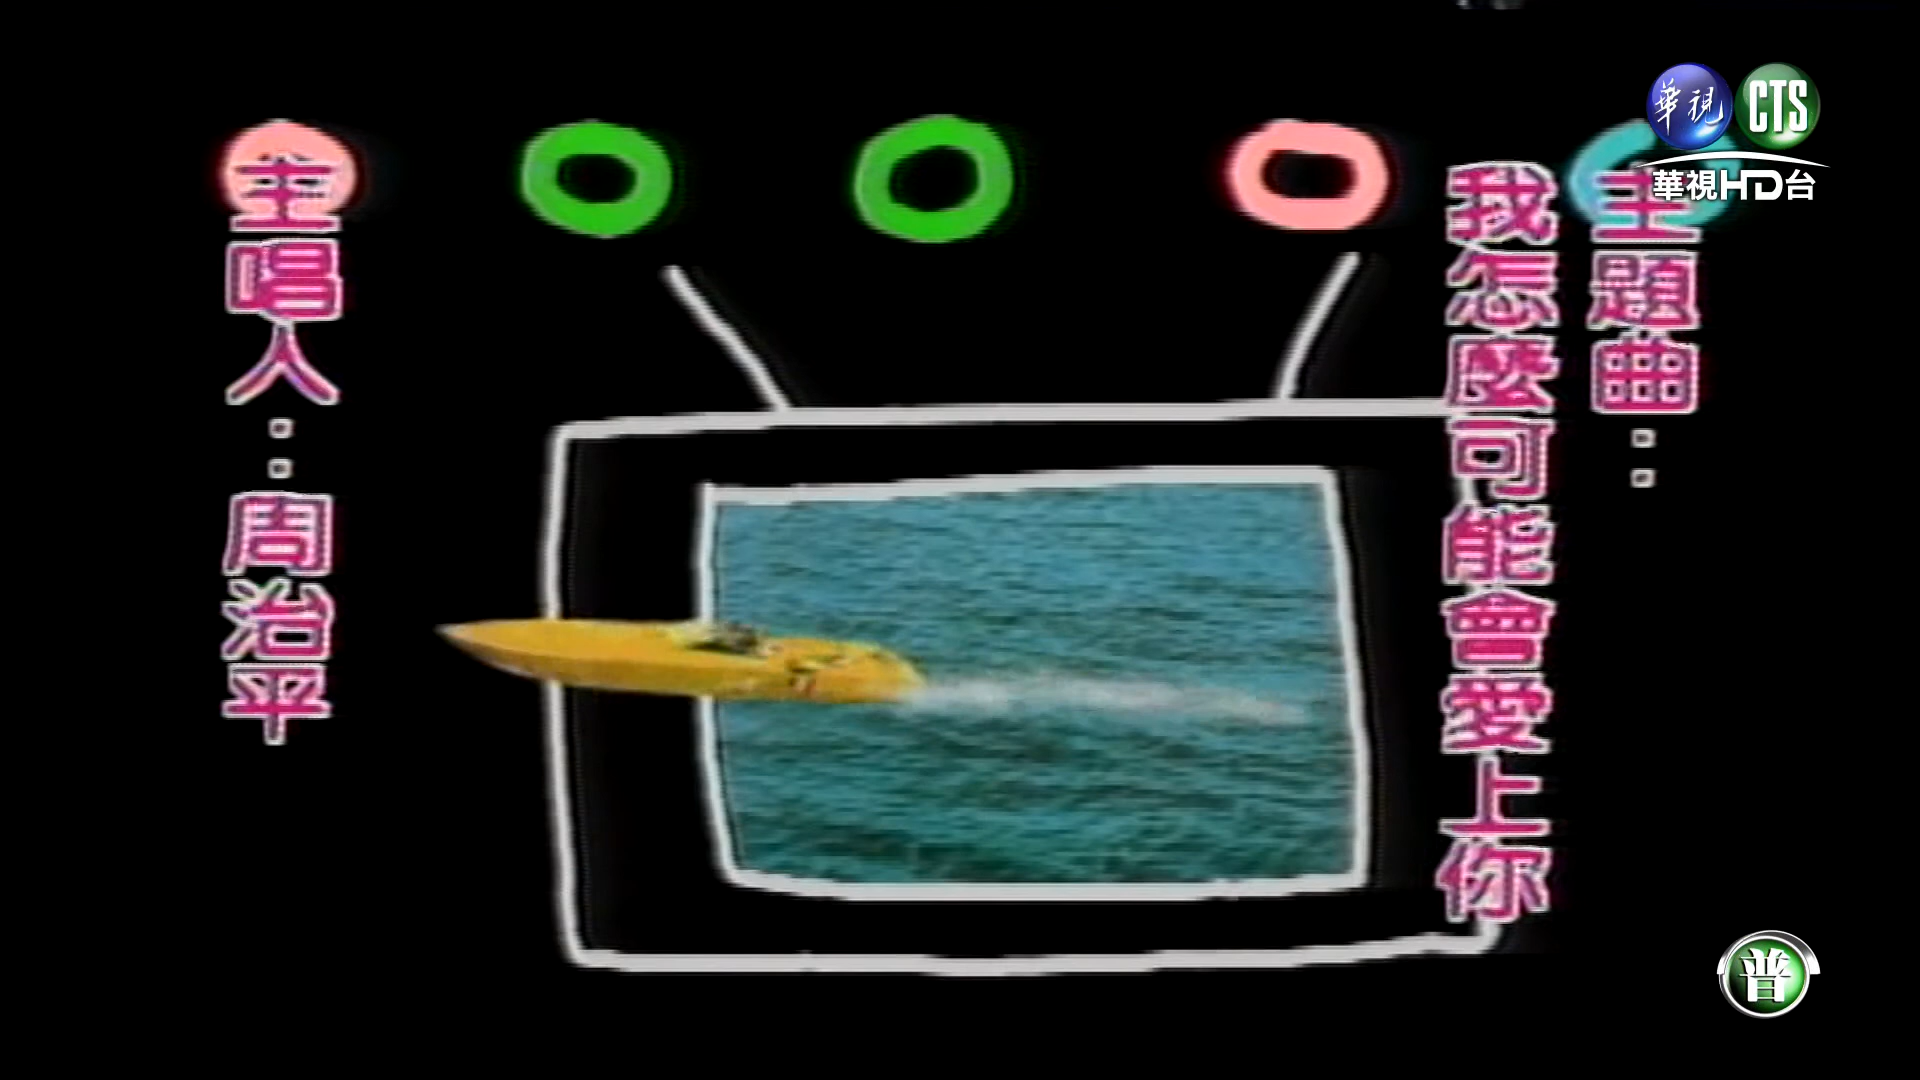 主題曲：
我怎麼可能會愛上你
主唱人：周治平
華視
CTS
華視HD台
普